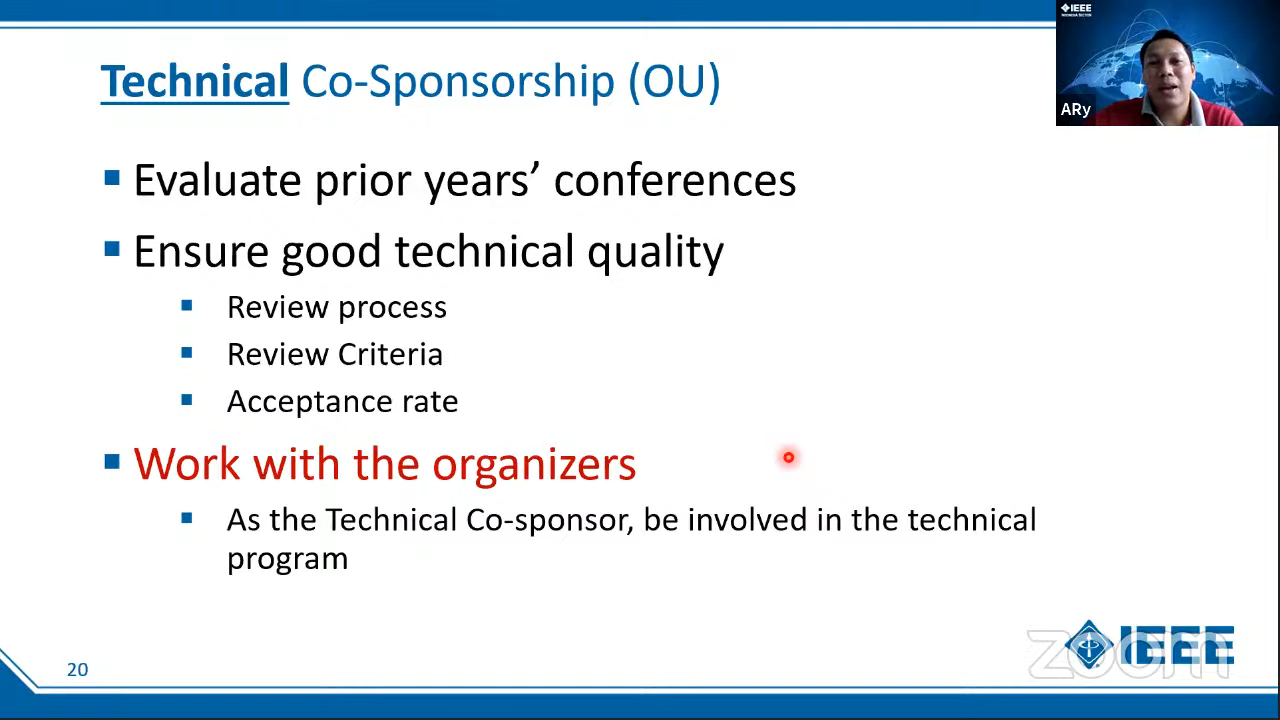 Technical Co-Sponsorship (OU)
IEEE
INDONESIA SECTION
ARy
Evaluate prior years’ conferences
Ensure good technical quality
Review process
Review Criteria
Acceptance rate
Work with the organizers
As the Technical Co-sponsor, be involved in the technical
program
zoom
IEEE
20